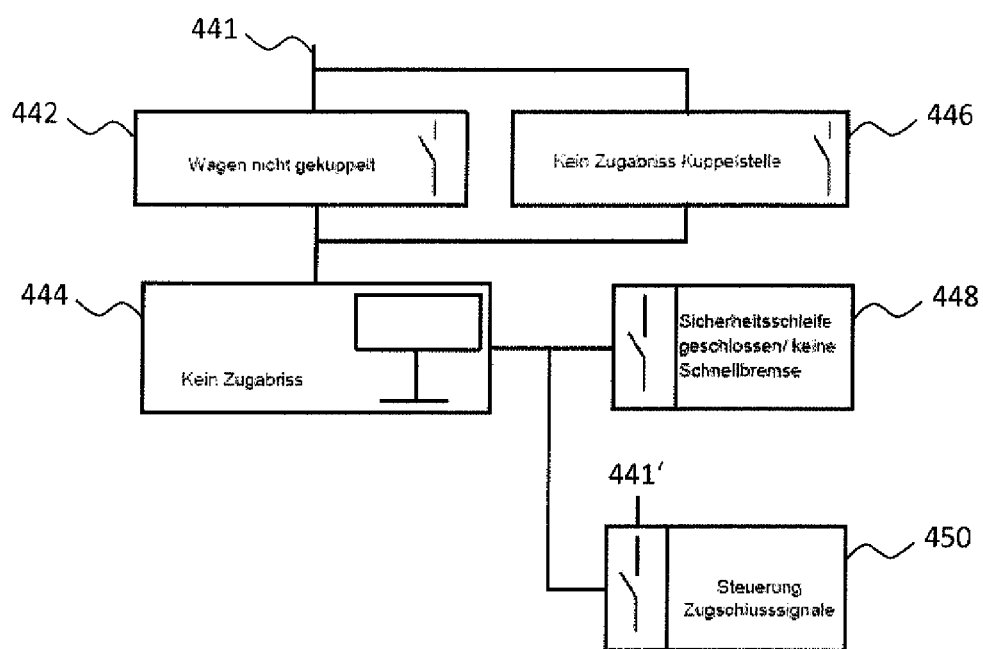 441
442
Wagen nicht gekuppelt
446
Kein Zugabriss Kuppelstelle
444
Kein Zugabriss
448
Sicherheitsschleife
geschlossen/ keine
Schnellbremse
441‘
450
Steuerung
Zugschlusssignale